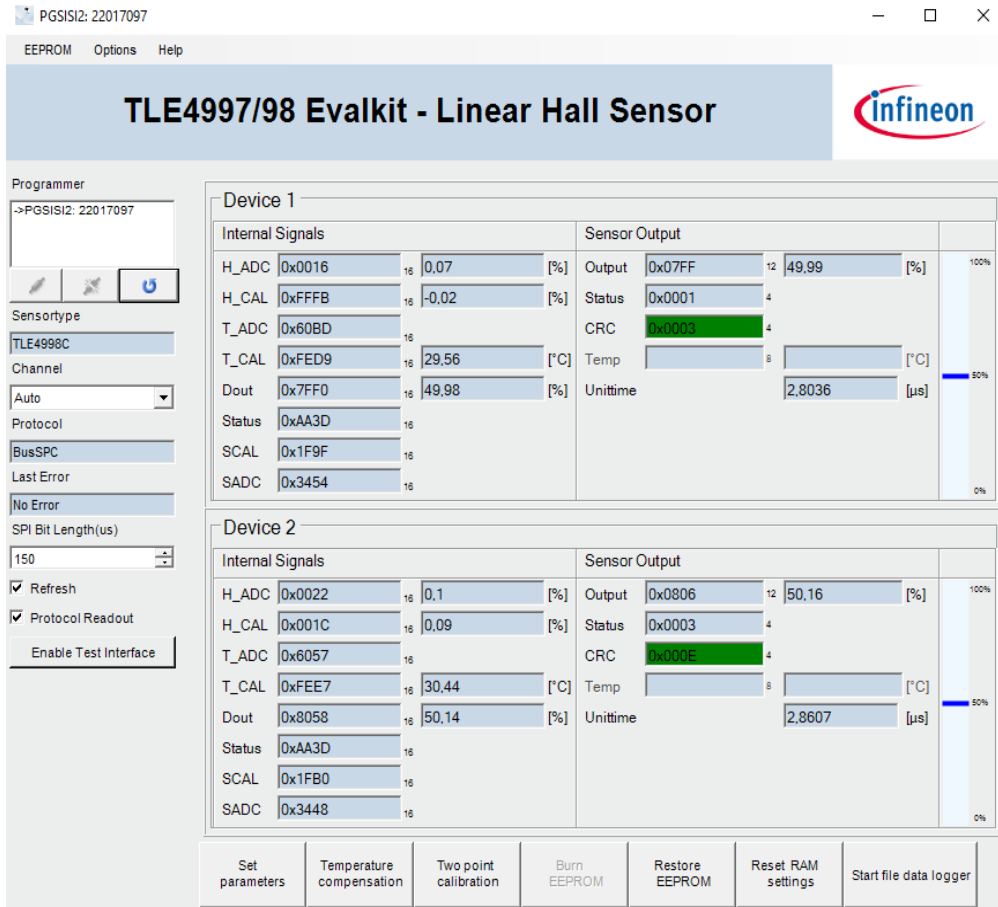 PGSISI2: 22017097
EEPROM Options Help
TLE4997/98 Evalkit - Linear Hall Sensor
infineon
Programmer
->PGSISI2: 22017097
Sensortype
TLE4998C
Channel
Auto
Protocol
BusSPC
Last Error
No Error
SPI Bit Length(us)
150
Refresh
Protocol Readout
Enable Test Interface
Device 1
Internal Signals
H_ADC 0x0016 16 0,07 [%]
H_CAL 0xFFFB 16 -0,02 [%]
T_ADC 0x60BD 16
T_CAL 0xFED9 16 29,56 [°C]
Dout 0x7FF0 16 49,98 [%]
Status 0xAA3D 16
SCAL 0x1F9F 16
SADC 0x3454 16
Sensor Output
Output 0x07FF 12 49,99 [%]
Status 0x0001 4
CRC 0x0003 4
Temp 8 [°C]
Unittime 2,8036 [µs]
100%
50%
0%
Device 2
Internal Signals
H_ADC 0x0022 16 0,1 [%]
H_CAL 0x001C 16 0,09 [%]
T_ADC 0x6057 16
T_CAL 0xFEE7 16 30,44 [°C]
Dout 0x8058 16 50,14 [%]
Status 0xAA3D 16
SCAL 0x1FB0 16
SADC 0x3448 16
Sensor Output
Output 0x0806 12 50,16 [%]
Status 0x0003 4
CRC 0x000E 4
Temp 8 [°C]
Unittime 2,8607 [µs]
100%
50%
0%
Set
parameters
Temperature
compensation
Two point
calibration
Burn
EEPROM
Restore
EEPROM
Reset RAM
settings
Start file data logger